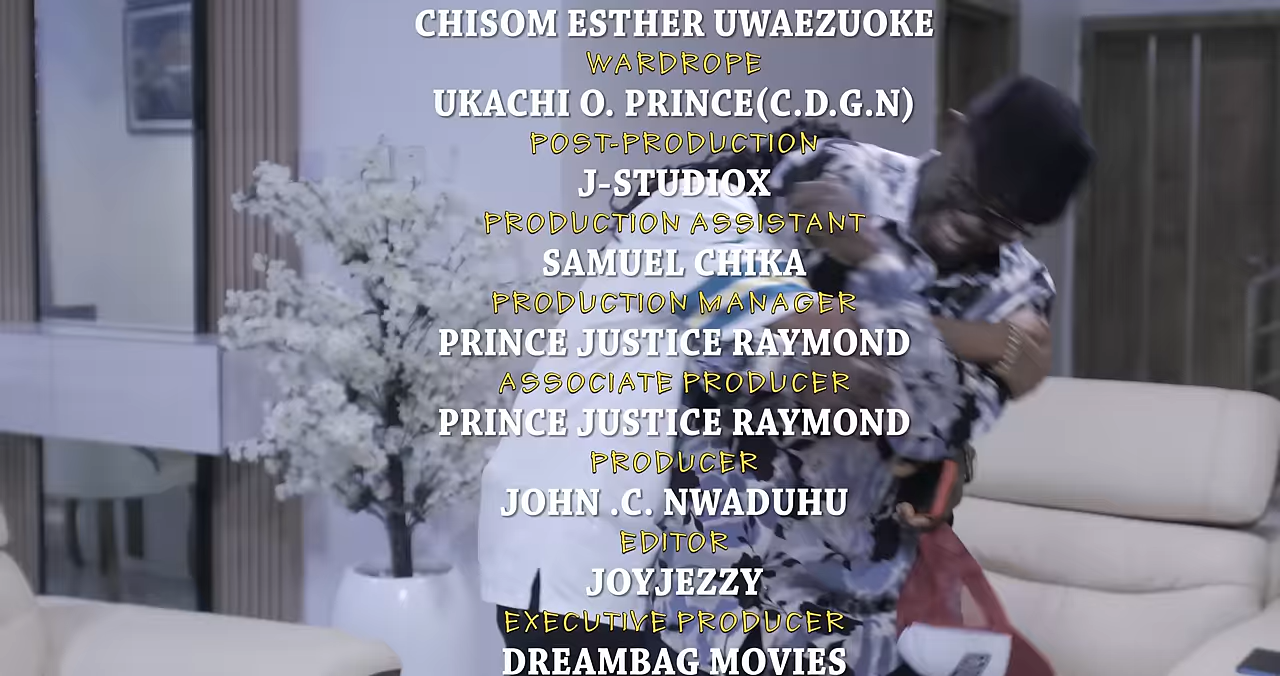 CHISOM ESTHER UWAEZUOKE
WARDROPE
UKACHI O. PRINCE(C.D.G.N)
POST-PRODUCTION
J-STUDIOX
PRODUCTION ASSISTANT
SAMUEL CHIKA
PRODUCTION MANAGER
PRINCE JUSTICE RAYMOND
ASSOCIATE PRODUCER
PRINCE JUSTICE RAYMOND
PRODUCER
JOHN .C. NWADUHU
EDITOR
JOYJEZZY
EXECUTIVE PRODUCER
DREAMBAG MOVIES